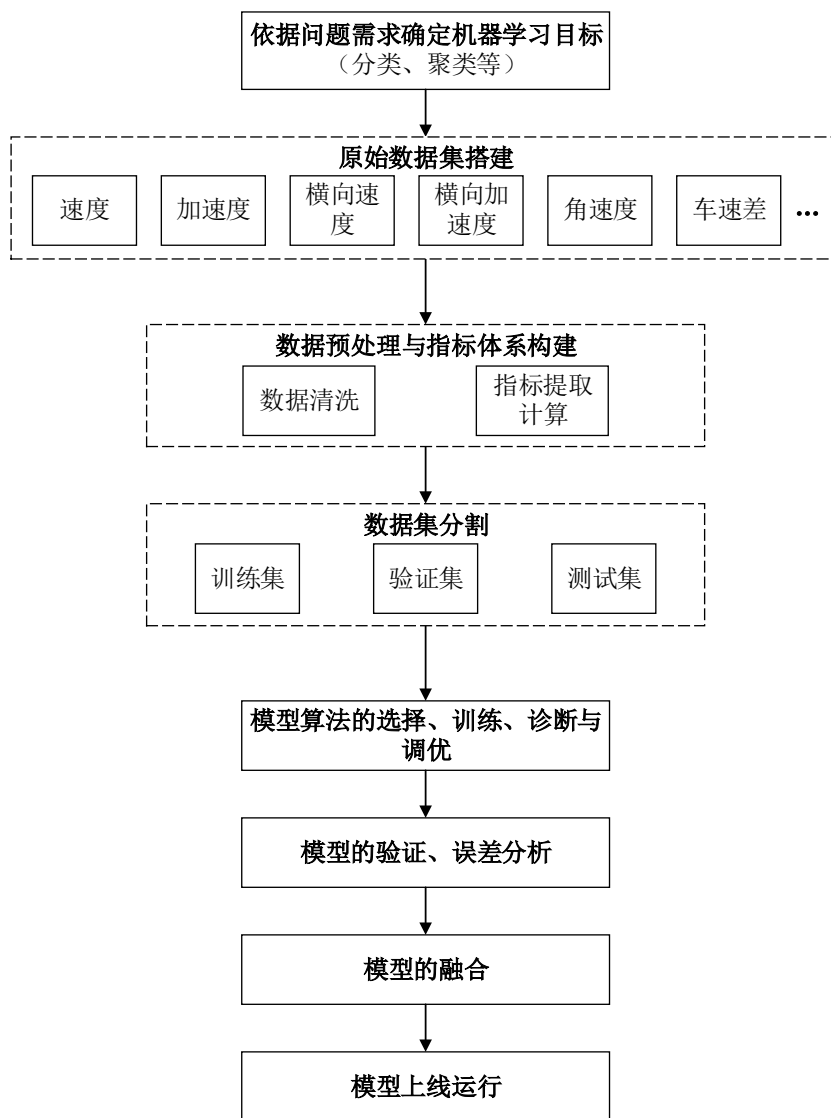 依据问题需求确定机器学习目标
（分类、聚类等）
原始数据集搭建
速度
加速度
横向速
度
横向加
速度
角速度
车速差
...
数据预处理与指标体系构建
数据清洗
指标提取
计算
数据集分割
训练集
验证集
测试集
模型算法的选择、训练、诊断与
调优
模型的验证、误差分析
模型的融合
模型上线运行